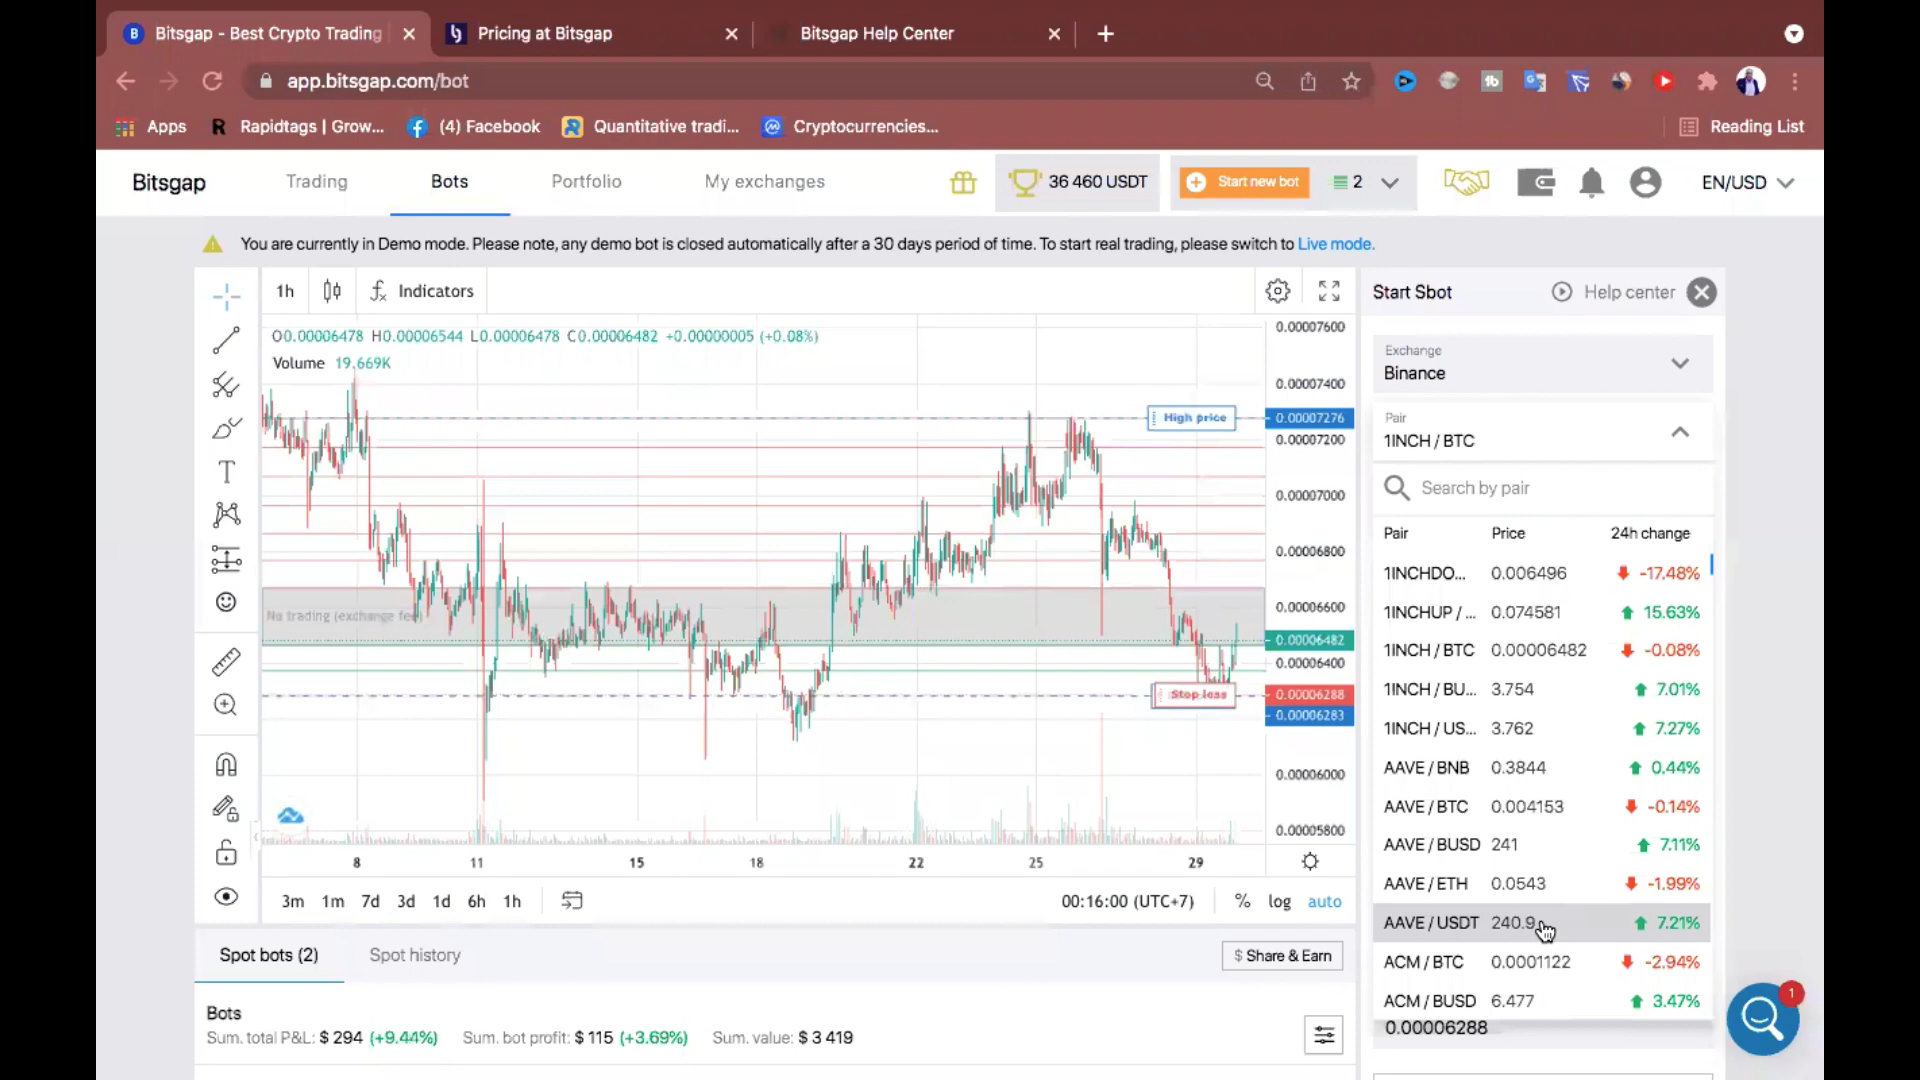 Bitsgap - Best Crypto Trading
Pricing at Bitsgap
Bitsgap Help Center
app.bitsgap.com/bot
Apps
Rapidtags | Grow...
(4) Facebook
Quantitative tradi...
Cryptocurrencies...
Reading List
Bitsgap
Trading
Bots
Portfolio
My exchanges
36 460 USDT
Start new bot
2
EN/USD
You are currently in Demo mode. Please note, any demo bot is closed automatically after a 30 days period of time. To start real trading, please switch to Live mode.
1h
Indicators
Start Sbot
Help center
O0.00006478 H0.00006544 L0.00006478 C0.00006482 +0.00000005 (+0.08%)
Volume 19.669K
0.00007600
0.00007400
High price
0.00007276
0.00007200
0.00007000
0.00006800
0.00006600
No trading (exchange fee)
0.00006482
0.00006400
Stop loss
0.00006288
0.00006283
0.00006000
0.00005800
8 11 15 18 22 25 29
3m 1m 7d 3d 1d 6h 1h
00:16:00 (UTC+7)
% log auto
Exchange
Binance
Pair
1INCH / BTC
Search by pair
Pair Price 24h change
1INCHDO... 0.006496 -17.48%
1INCHUP / ... 0.074581 15.63%
1INCH / BTC 0.00006482 -0.08%
1INCH / BU... 3.754 7.01%
1INCH / US... 3.762 7.27%
AAVE / BNB 0.3844 0.44%
AAVE / BTC 0.004153 -0.14%
AAVE / BUSD 241 7.11%
AAVE / ETH 0.0543 -1.99%
AAVE / USDT 240.9 7.21%
ACM / BTC 0.0001122 -2.94%
ACM / BUSD 6.477 3.47%
0.00006288
1
Spot bots (2)
Spot history
$ Share & Earn
Bots
Sum. total P&L: $ 294 (+9.44%) Sum. bot profit: $ 115 (+3.69%) Sum. value: $ 3 419